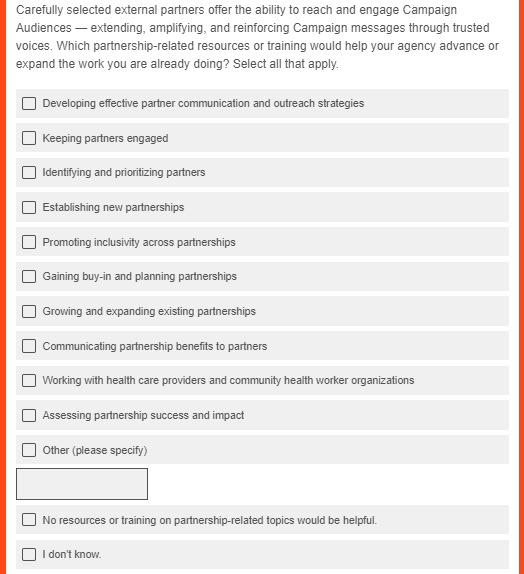 Carefully selected external partners offer the ability to reach and engage Campaign
Audiences — extending, amplifying, and reinforcing Campaign messages through trusted
voices. Which partnership-related resources or training would help your agency advance or
expand the work you are already doing? Select all that apply.
Developing effective partner communication and outreach strategies
Keeping partners engaged
Identifying and prioritizing partners
Establishing new partnerships
Promoting inclusivity across partnerships
Gaining buy-in and planning partnerships
Growing and expanding existing partnerships
Communicating partnership benefits to partners
Working with health care providers and community health worker organizations
Assessing partnership success and impact
Other (please specify)
No resources or training on partnership-related topics would be helpful.
I don't know.